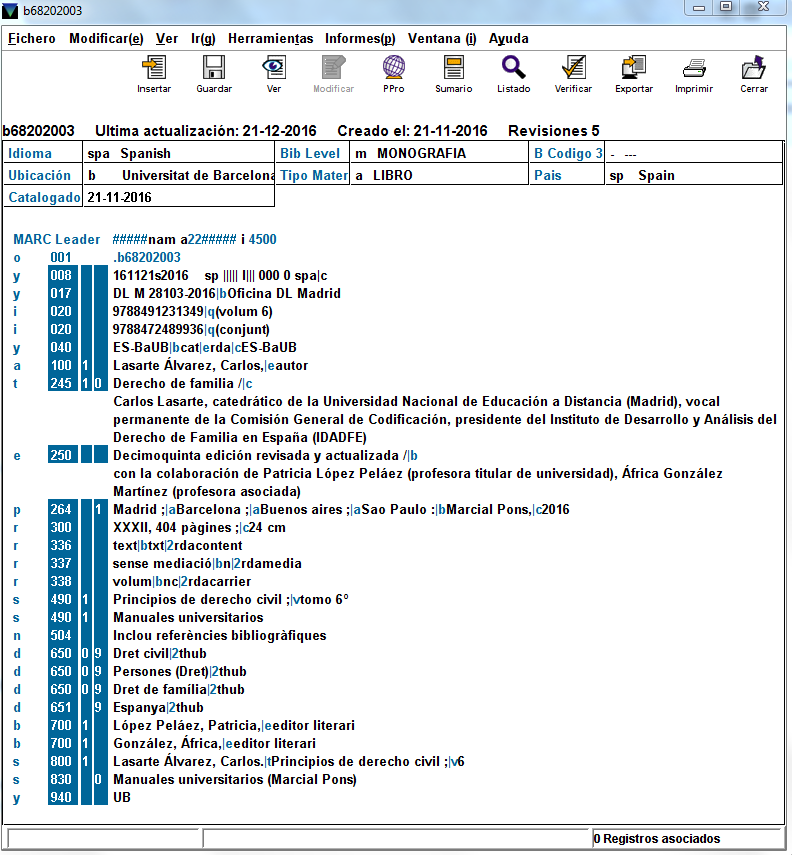 b68202003
Fichero Modificar(e) Ver Ir(g) Herramientas Informes(p) Ventana (i) Ayuda
Insertar Guardar Ver Modificar PPro Sumario Listado Verificar Exportar Imprimir Cerrar
b68202003 Ultima actualización: 21-12-2016 Creado el: 21-11-2016 Revisiones 5
Idioma spa Spanish Bib Level m MONOGRAFIA B Codigo 3 - ---
Ubicación b Universitat de Barcelona Tipo Mater a LIBRO Pais sp Spain
Catalogado 21-11-2016
MARC Leader #####nam a22##### i 4500
o 001 .b68202003
y 008 161121s2016 sp ||||| l||| 000 0 spa|c
y 017 DL M 28103-2016|bOficina DL Madrid
i 020 9788491231349|q(volum 6)
i 020 9788472489936|q(conjunt)
y 040 ES-BaUB|bcat|erda|cES-BaUB
a 100 1 Lasarte Álvarez, Carlos,|eautor
t 245 1 0 Derecho de familia /|c
Carlos Lasarte, catedrático de la Universidad Nacional de Educación a Distancia (Madrid), vocal
permanente de la Comisión General de Codificación, presidente del Instituto de Desarrollo y Análisis del
Derecho de Familia en España (IDADFE)
e 250 Decimoquinta edición revisada y actualizada /|b
con la colaboración de Patricia López Peláez (profesora titular de universidad), África González
Martínez (profesora asociada)
p 264 1 Madrid ;|aBarcelona ;|aBuenos aires ;|aSao Paulo :|bMarcial Pons,|c2016
r 300 XXXII, 404 pàgines ;|c24 cm
r 336 text|btxt|2rdacontent
r 337 sense mediació|bn|2rdamedia
r 338 volum|bnc|2rdacarrier
s 490 1 Principios de derecho civil ;|vtomo 6º
s 490 1 Manuales universitarios
n 504 Inclou referències bibliogràfiques
d 650 0 9 Dret civil|2thub
d 650 0 9 Persones (Dret)|2thub
d 650 0 9 Dret de família|2thub
d 651 9 Espanya|2thub
b 700 1 López Peláez, Patricia,|eeditor literari
b 700 1 González, África,|eeditor literari
s 800 1 Lasarte Álvarez, Carlos.|tPrincipios de derecho civil ;|v6
s 830 0 Manuales universitarios (Marcial Pons)
y 940 UB
0 Registros asociados